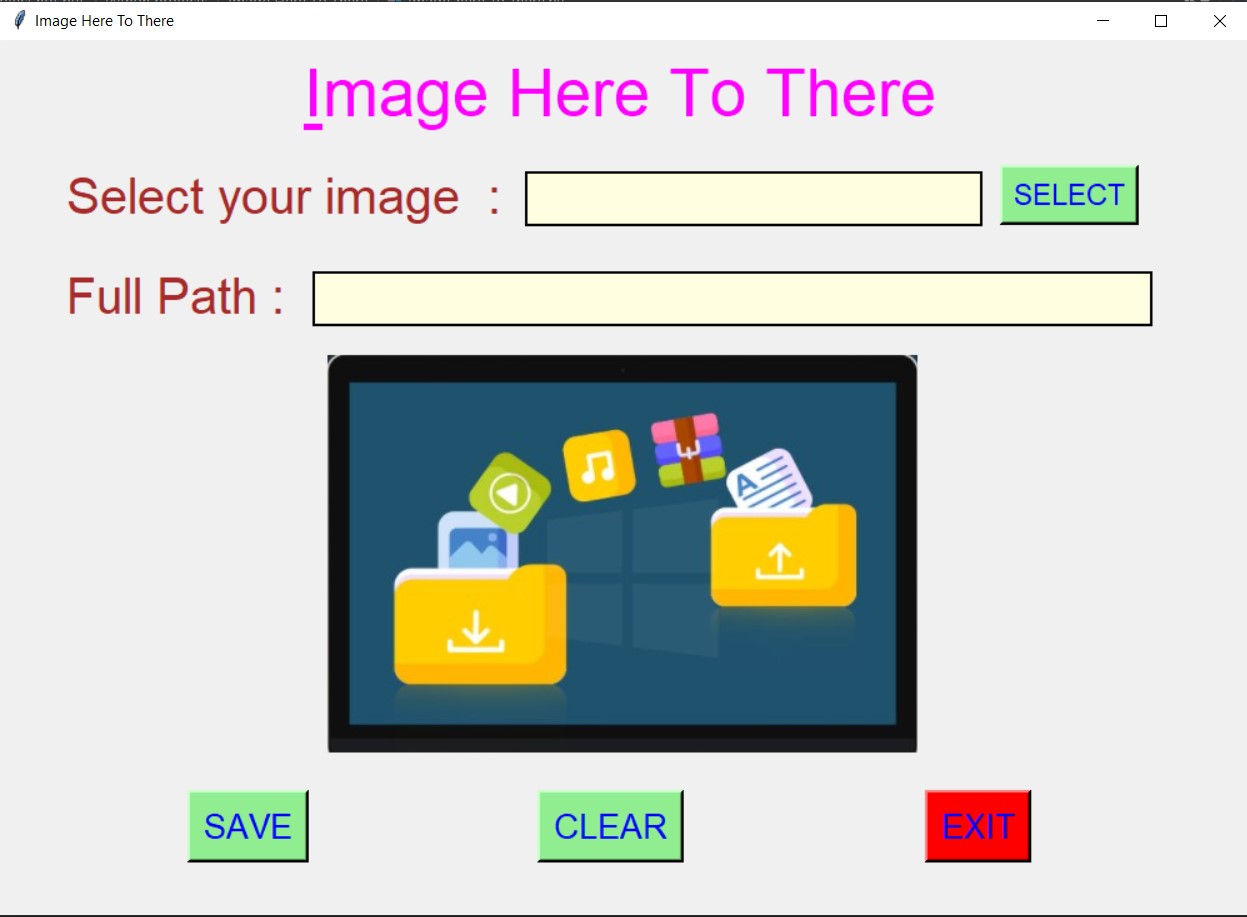 Image Here To There
Image Here To There
Select your image :
SELECT
Full Path :
A
SAVE
CLEAR
EXIT